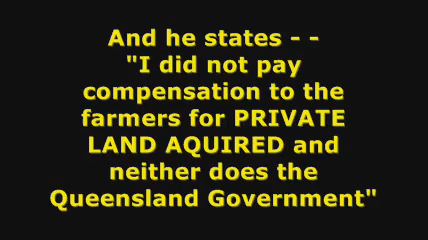 And he states - -
"I did not pay
compensation to the
farmers for PRIVATE
LAND AQUIRED and
neither does the
Queensland Government"